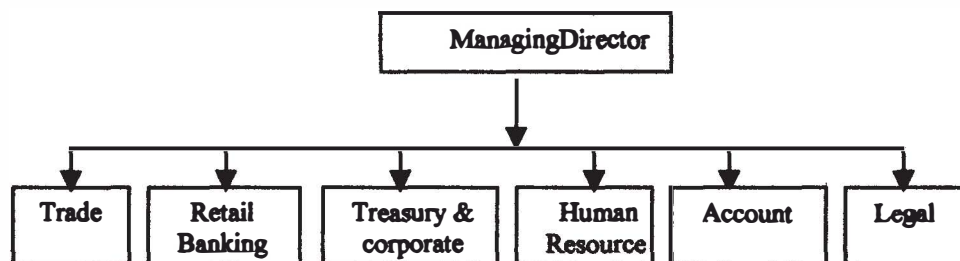 ManagingDirector
Trade
Retail
Banking
Treasury &
corporate
Human
Resource
Account
Legal